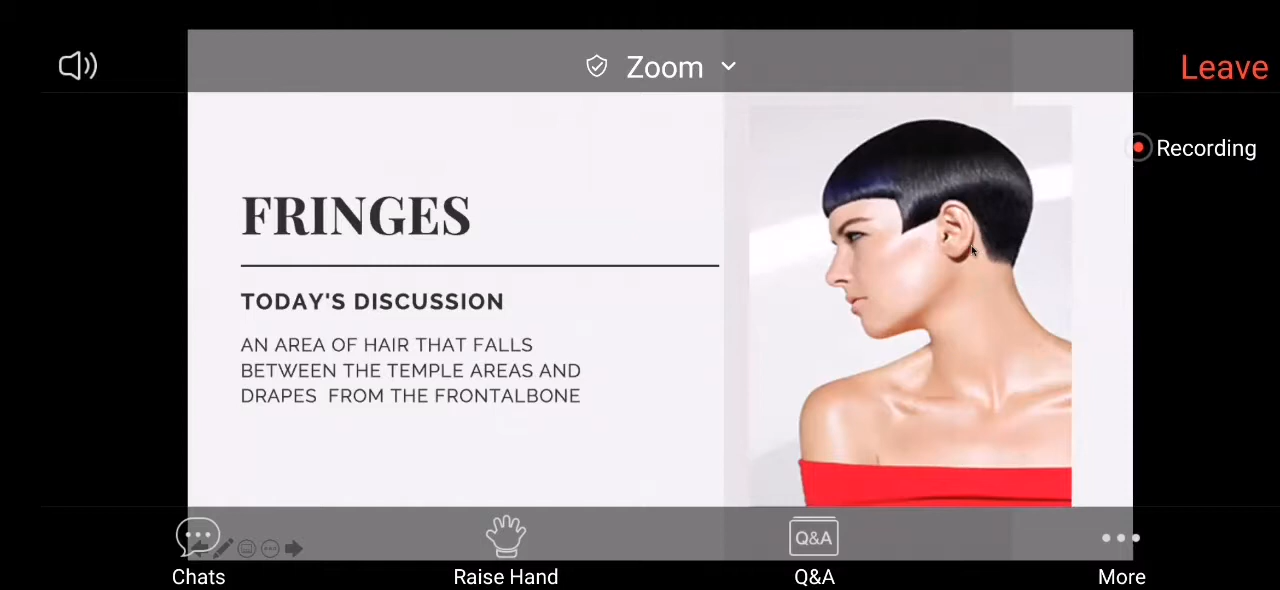 Zoom
Leave
Recording
FRINGES
TODAY'S DISCUSSION
AN AREA OF HAIR THAT FALLS
BETWEEN THE TEMPLE AREAS AND
DRAPES FROM THE FRONTALBONE
Q&A
Chats
Raise Hand
Q&A
More